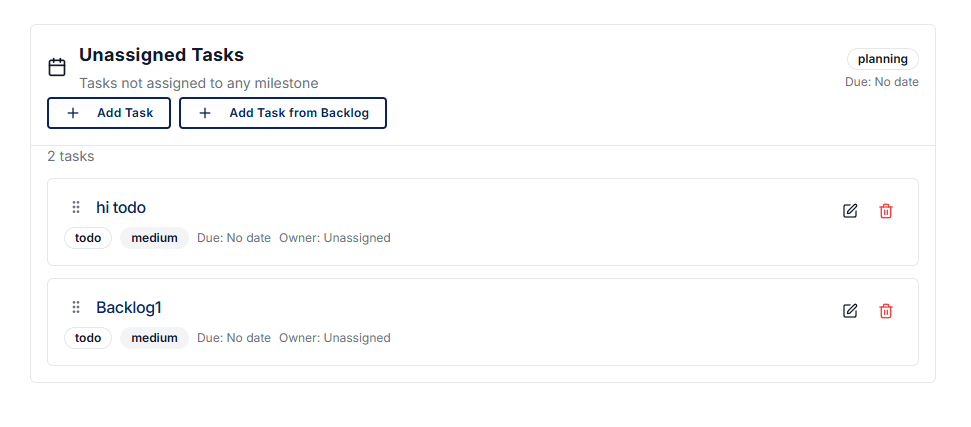 Unassigned Tasks
planning
Tasks not assigned to any milestone
Due: No date
Add Task
Add Task from Backlog
2 tasks
hi todo
todo medium Due: No date Owner: Unassigned
Backlog1
todo medium Due: No date Owner: Unassigned